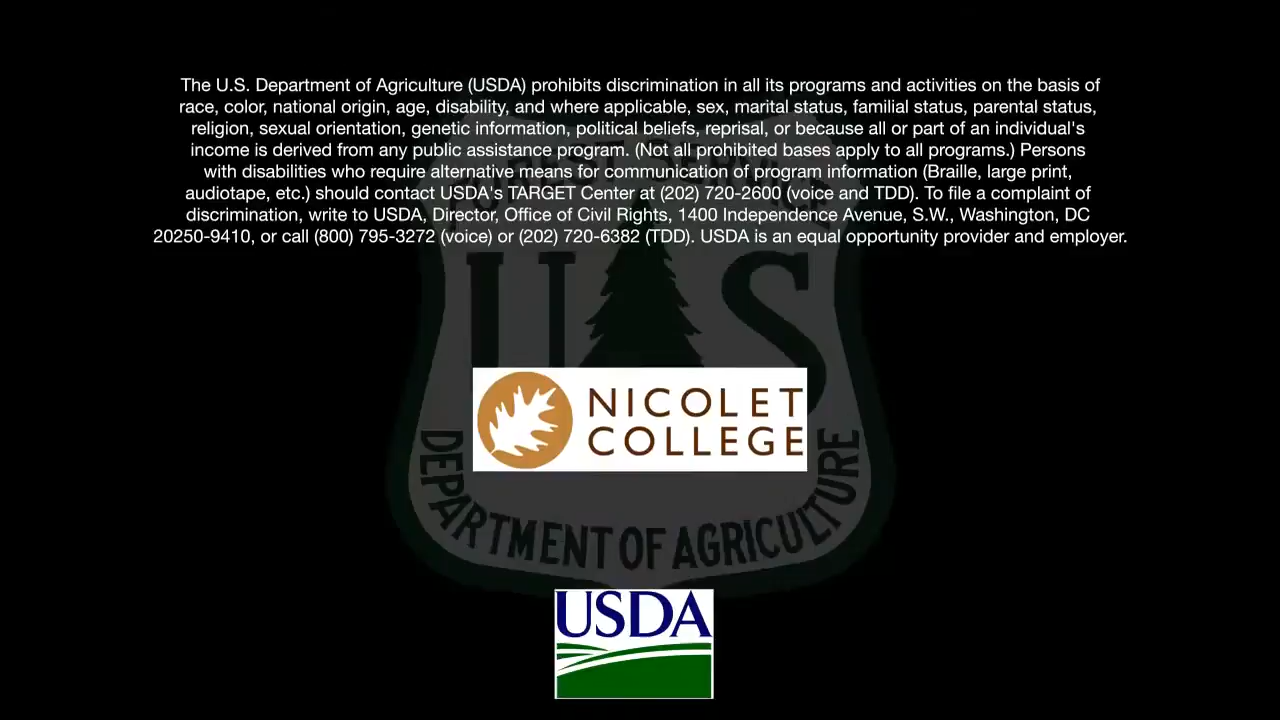 The U.S. Department of Agriculture (USDA) prohibits discrimination in all its programs and activities on the basis of
race, color, national origin, age, disability, and where applicable, sex, marital status, familial status, parental status,
religion, sexual orientation, genetic information, political beliefs, reprisal, or because all or part of an individual's
income is derived from any public assistance program. (Not all prohibited bases apply to all programs.) Persons
with disabilities who require alternative means for communication of program information (Braille, large print,
audiotape, etc.) should contact USDA's TARGET Center at (202) 720-2600 (voice and TDD). To file a complaint of
discrimination, write to USDA, Director, Office of Civil Rights, 1400 Independence Avenue, S.W., Washington, DC
20250-9410, or call (800) 795-3272 (voice) or (202) 720-6382 (TDD). USDA is an equal opportunity provider and employer.
FOREST SERVICE
U S
NICOLET
COLLEGE
DEPARTMENT OF AGRICULTURE
USDA